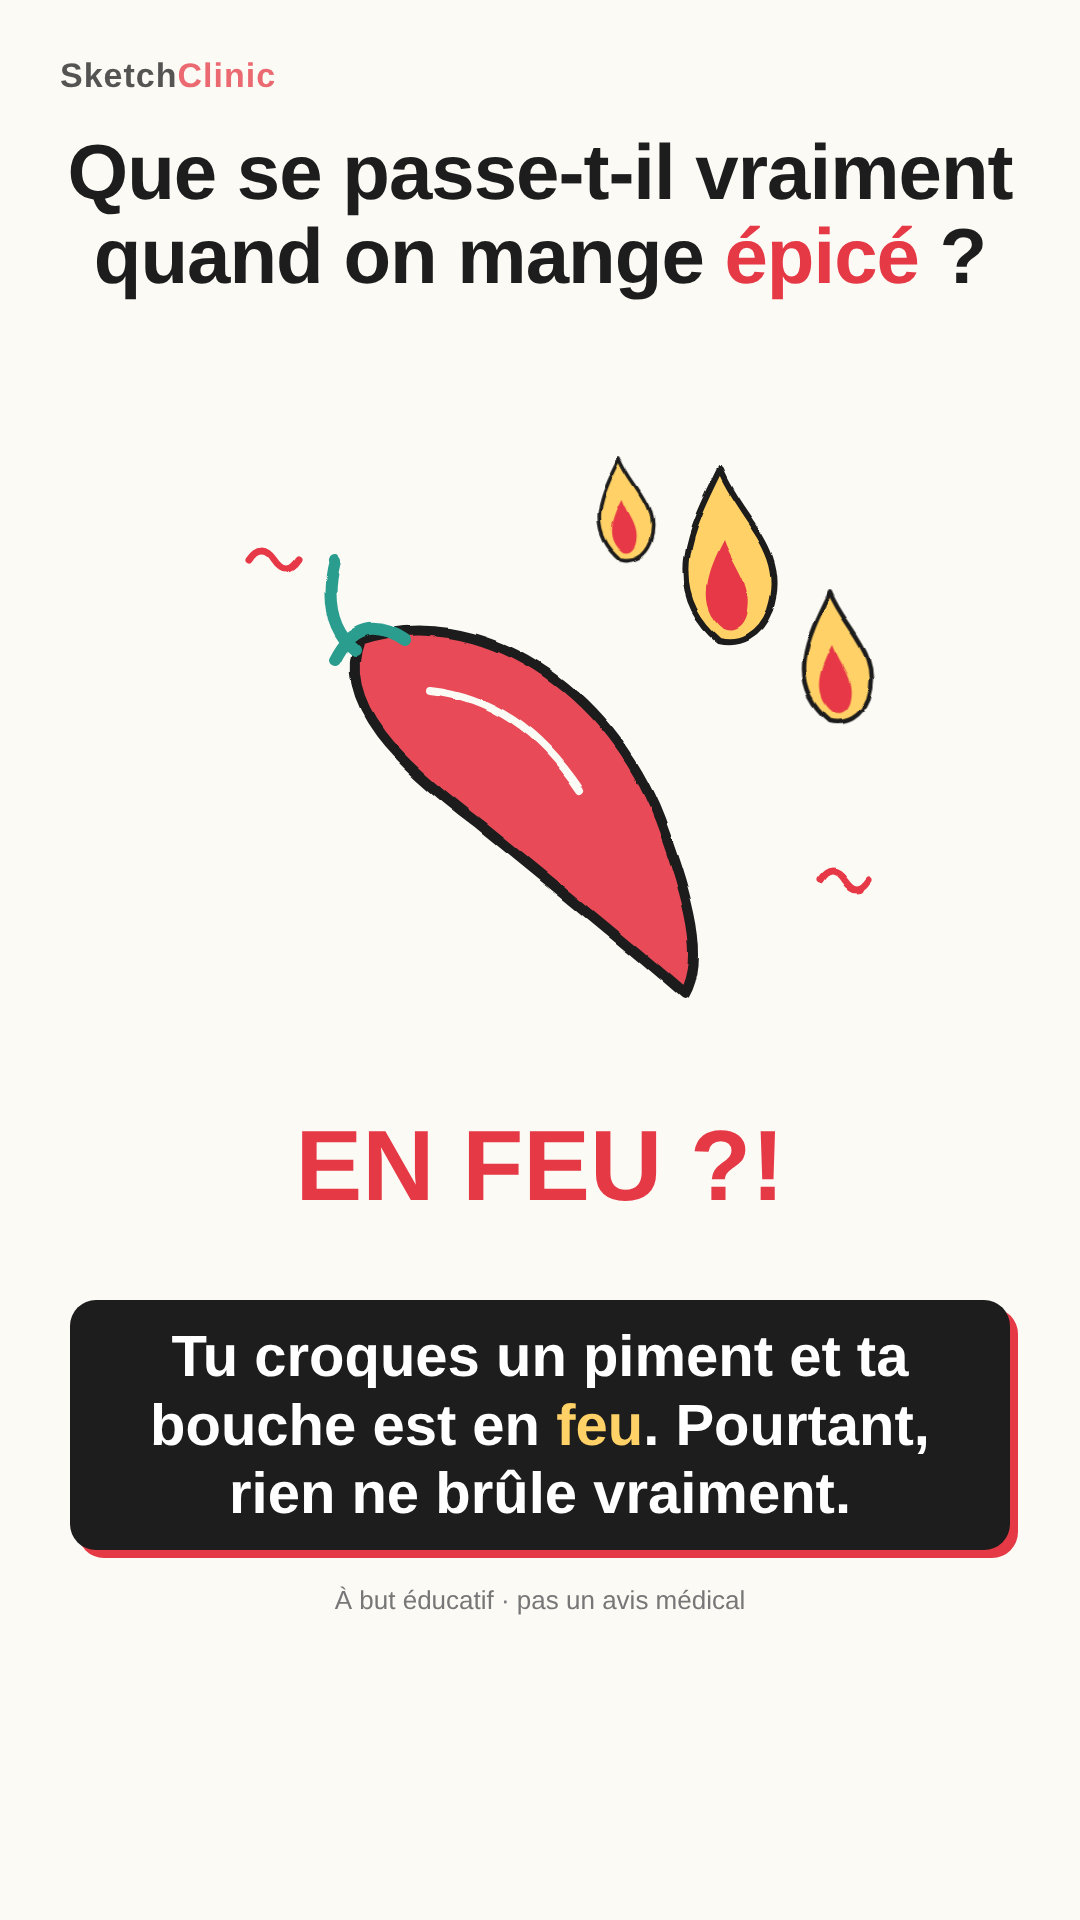 SketchClinic
Que se passe-t-il vraiment
quand on mange épicé ?
EN FEU ?!
Tu croques un piment et ta
bouche est en feu. Pourtant,
rien ne brûle vraiment.
À but éducatif · pas un avis médical